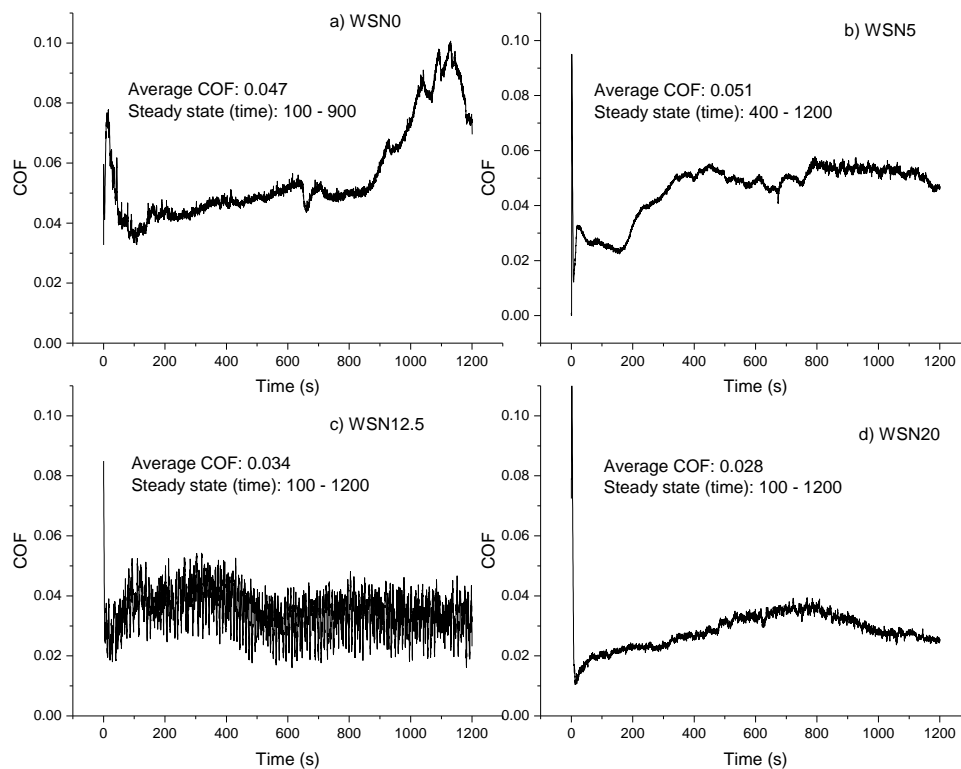 a) WSN0
Average COF: 0.047
Steady state (time): 100 - 900
COF
0.10
0.08
0.06
0.04
0.02
0.00
0 200 400 600 800 1000 1200
Time (s)
b) WSN5
Average COF: 0.051
Steady state (time): 400 - 1200
COF
0.10
0.08
0.06
0.04
0.02
0.00
0 200 400 600 800 1000 1200
Time (s)
c) WSN12.5
Average COF: 0.034
Steady state (time): 100 - 1200
COF
0.10
0.08
0.06
0.04
0.02
0.00
0 200 400 600 800 1000 1200
Time (s)
d) WSN20
Average COF: 0.028
Steady state (time): 100 - 1200
COF
0.10
0.08
0.06
0.04
0.02
0.00
0 200 400 600 800 1000 1200
Time (s)